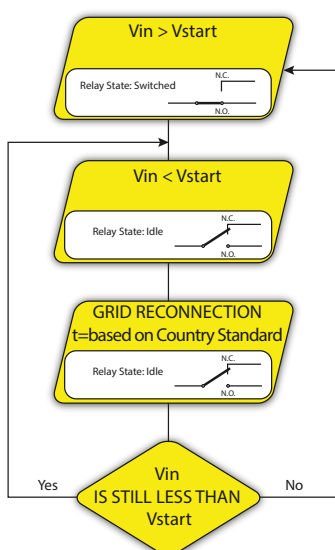 Vin > Vstart
N.C.
Relay State: Switched
N.O.
Vin < Vstart
N.C.
Relay State: Idle
N.O.
GRID RECONNECTION
t=based on Country Standard
N.C.
Relay State: Idle
N.O.
Yes
Vin
IS STILL LESS THAN
Vstart
No